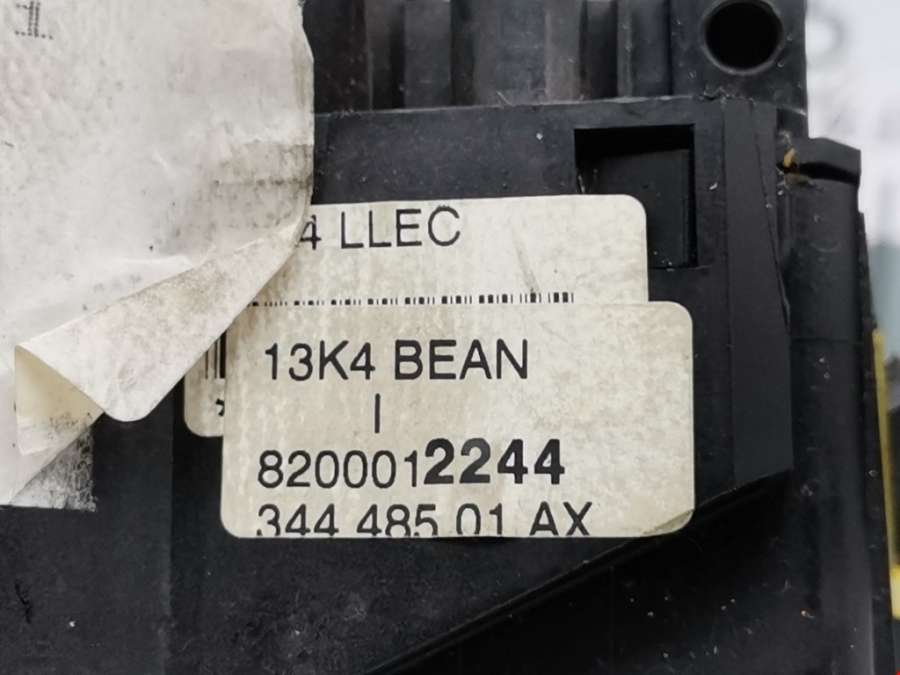 4 LLEC
13K4 BEAN
I
8200012244
344 485 01 AX